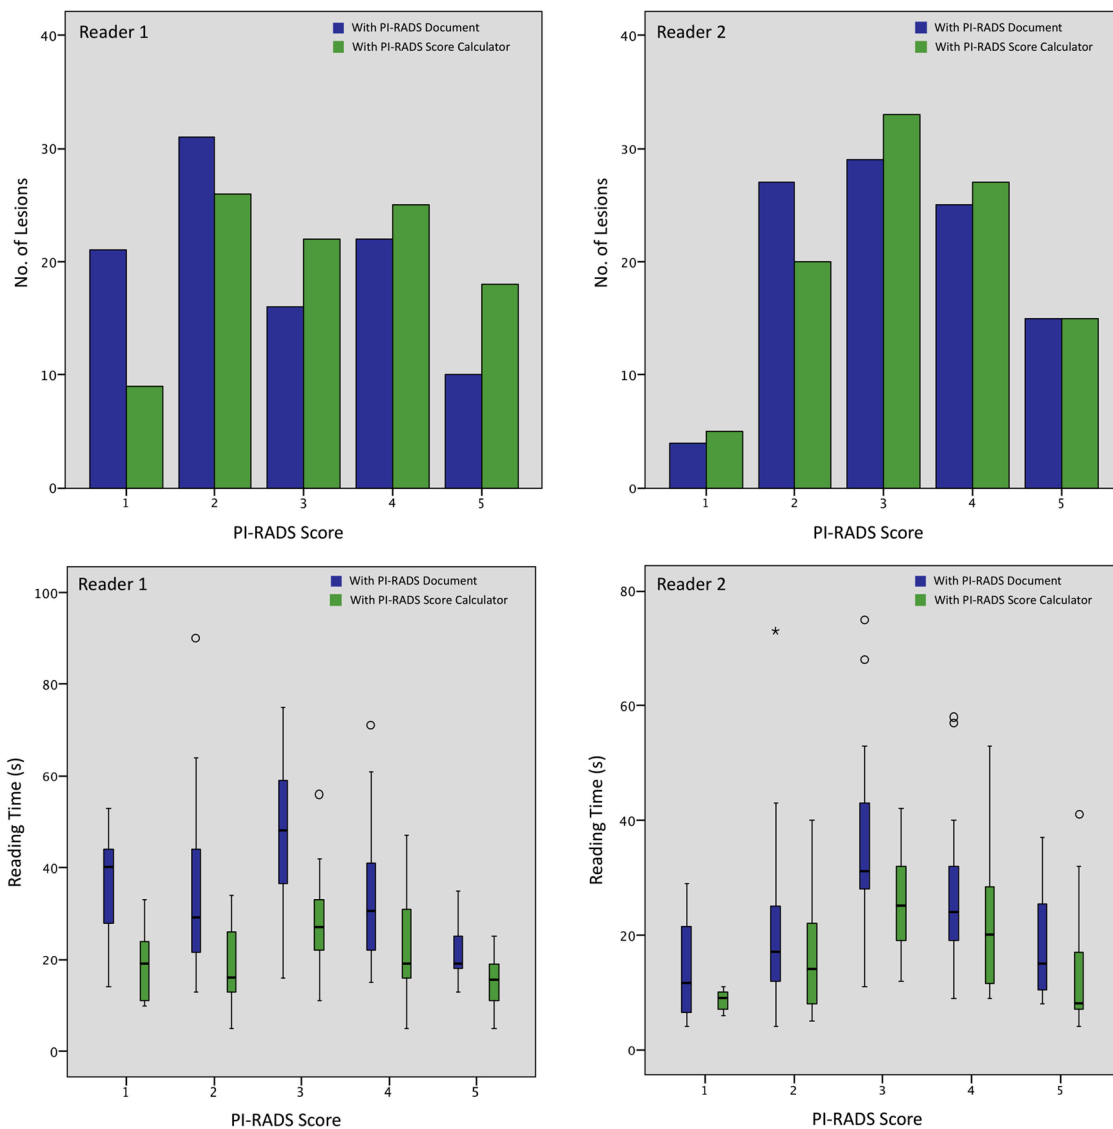 Reader 1
With PI-RADS Document
With PI-RADS Score Calculator
No. of Lesions
40
30
20
10
0
1 2 3 4 5
PI-RADS Score
Reader 2
With PI-RADS Document
With PI-RADS Score Calculator
No. of Lesions
40
30
20
10
0
1 2 3 4 5
PI-RADS Score
Reader 1
With PI-RADS Document
With PI-RADS Score Calculator
Reading Time (s)
100
80
60
40
20
0
1 2 3 4 5
PI-RADS Score
Reader 2
With PI-RADS Document
With PI-RADS Score Calculator
Reading Time (s)
80
60
40
20
0
1 2 3 4 5
PI-RADS Score